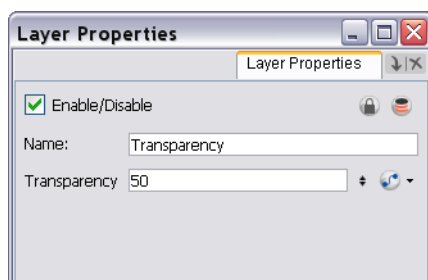 Layer Properties
Layer Properties
Enable/Disable
Name: Transparency
Transparency 50